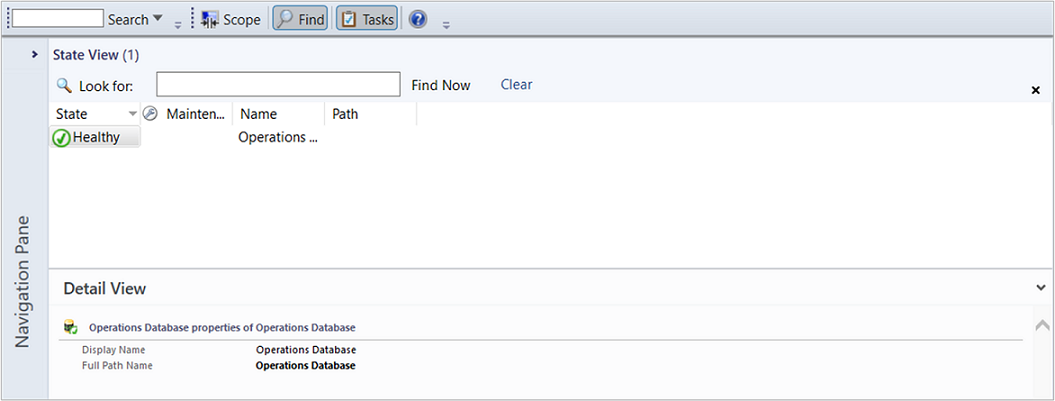 Search Scope Find Tasks
State View (1)
Look for: Find Now Clear
State Mainten... Name Path
Healthy Operations ...
Navigation Pane
Detail View
Operations Database properties of Operations Database
Display Name Operations Database
Full Path Name Operations Database